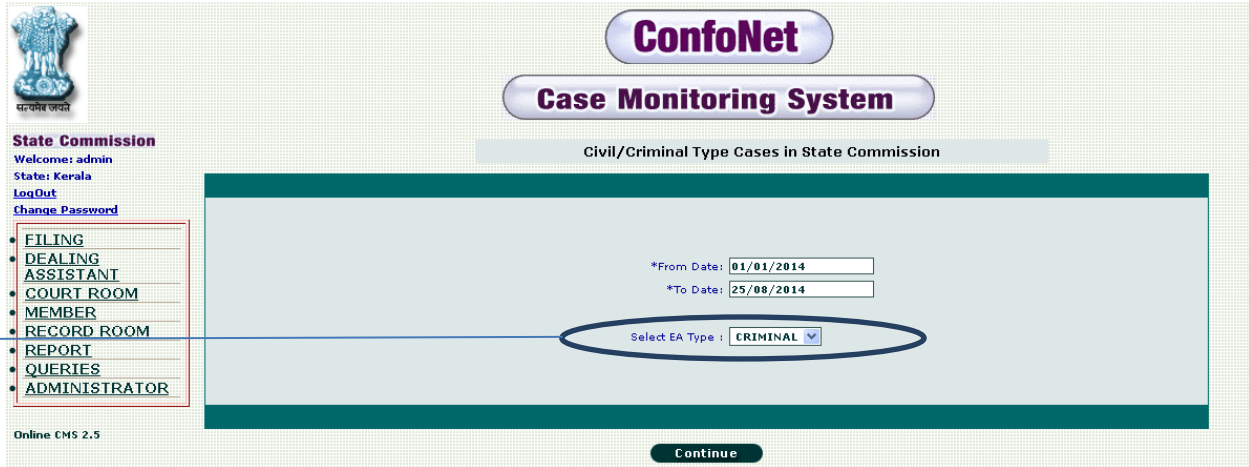 सत्यमेव जयते
ConfoNet
Case Monitoring System
State Commission
Welcome: admin
State: Kerala
LogOut
Change Password
FILING
DEALING
ASSISTANT
COURT ROOM
MEMBER
RECORD ROOM
REPORT
QUERIES
ADMINISTRATOR
Online CMS 2.5
Civil/Criminal Type Cases in State Commission
*From Date: 01/01/2014
*To Date: 25/08/2014
Select EA Type : CRIMINAL
Continue